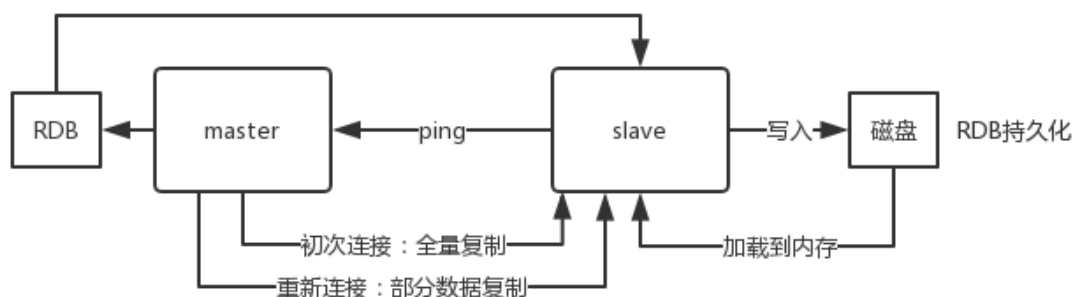 RDB
master
ping
slave
写入
磁盘
RDB持久化
初次连接：全量复制
加载到内存
重新连接：部分数据复制